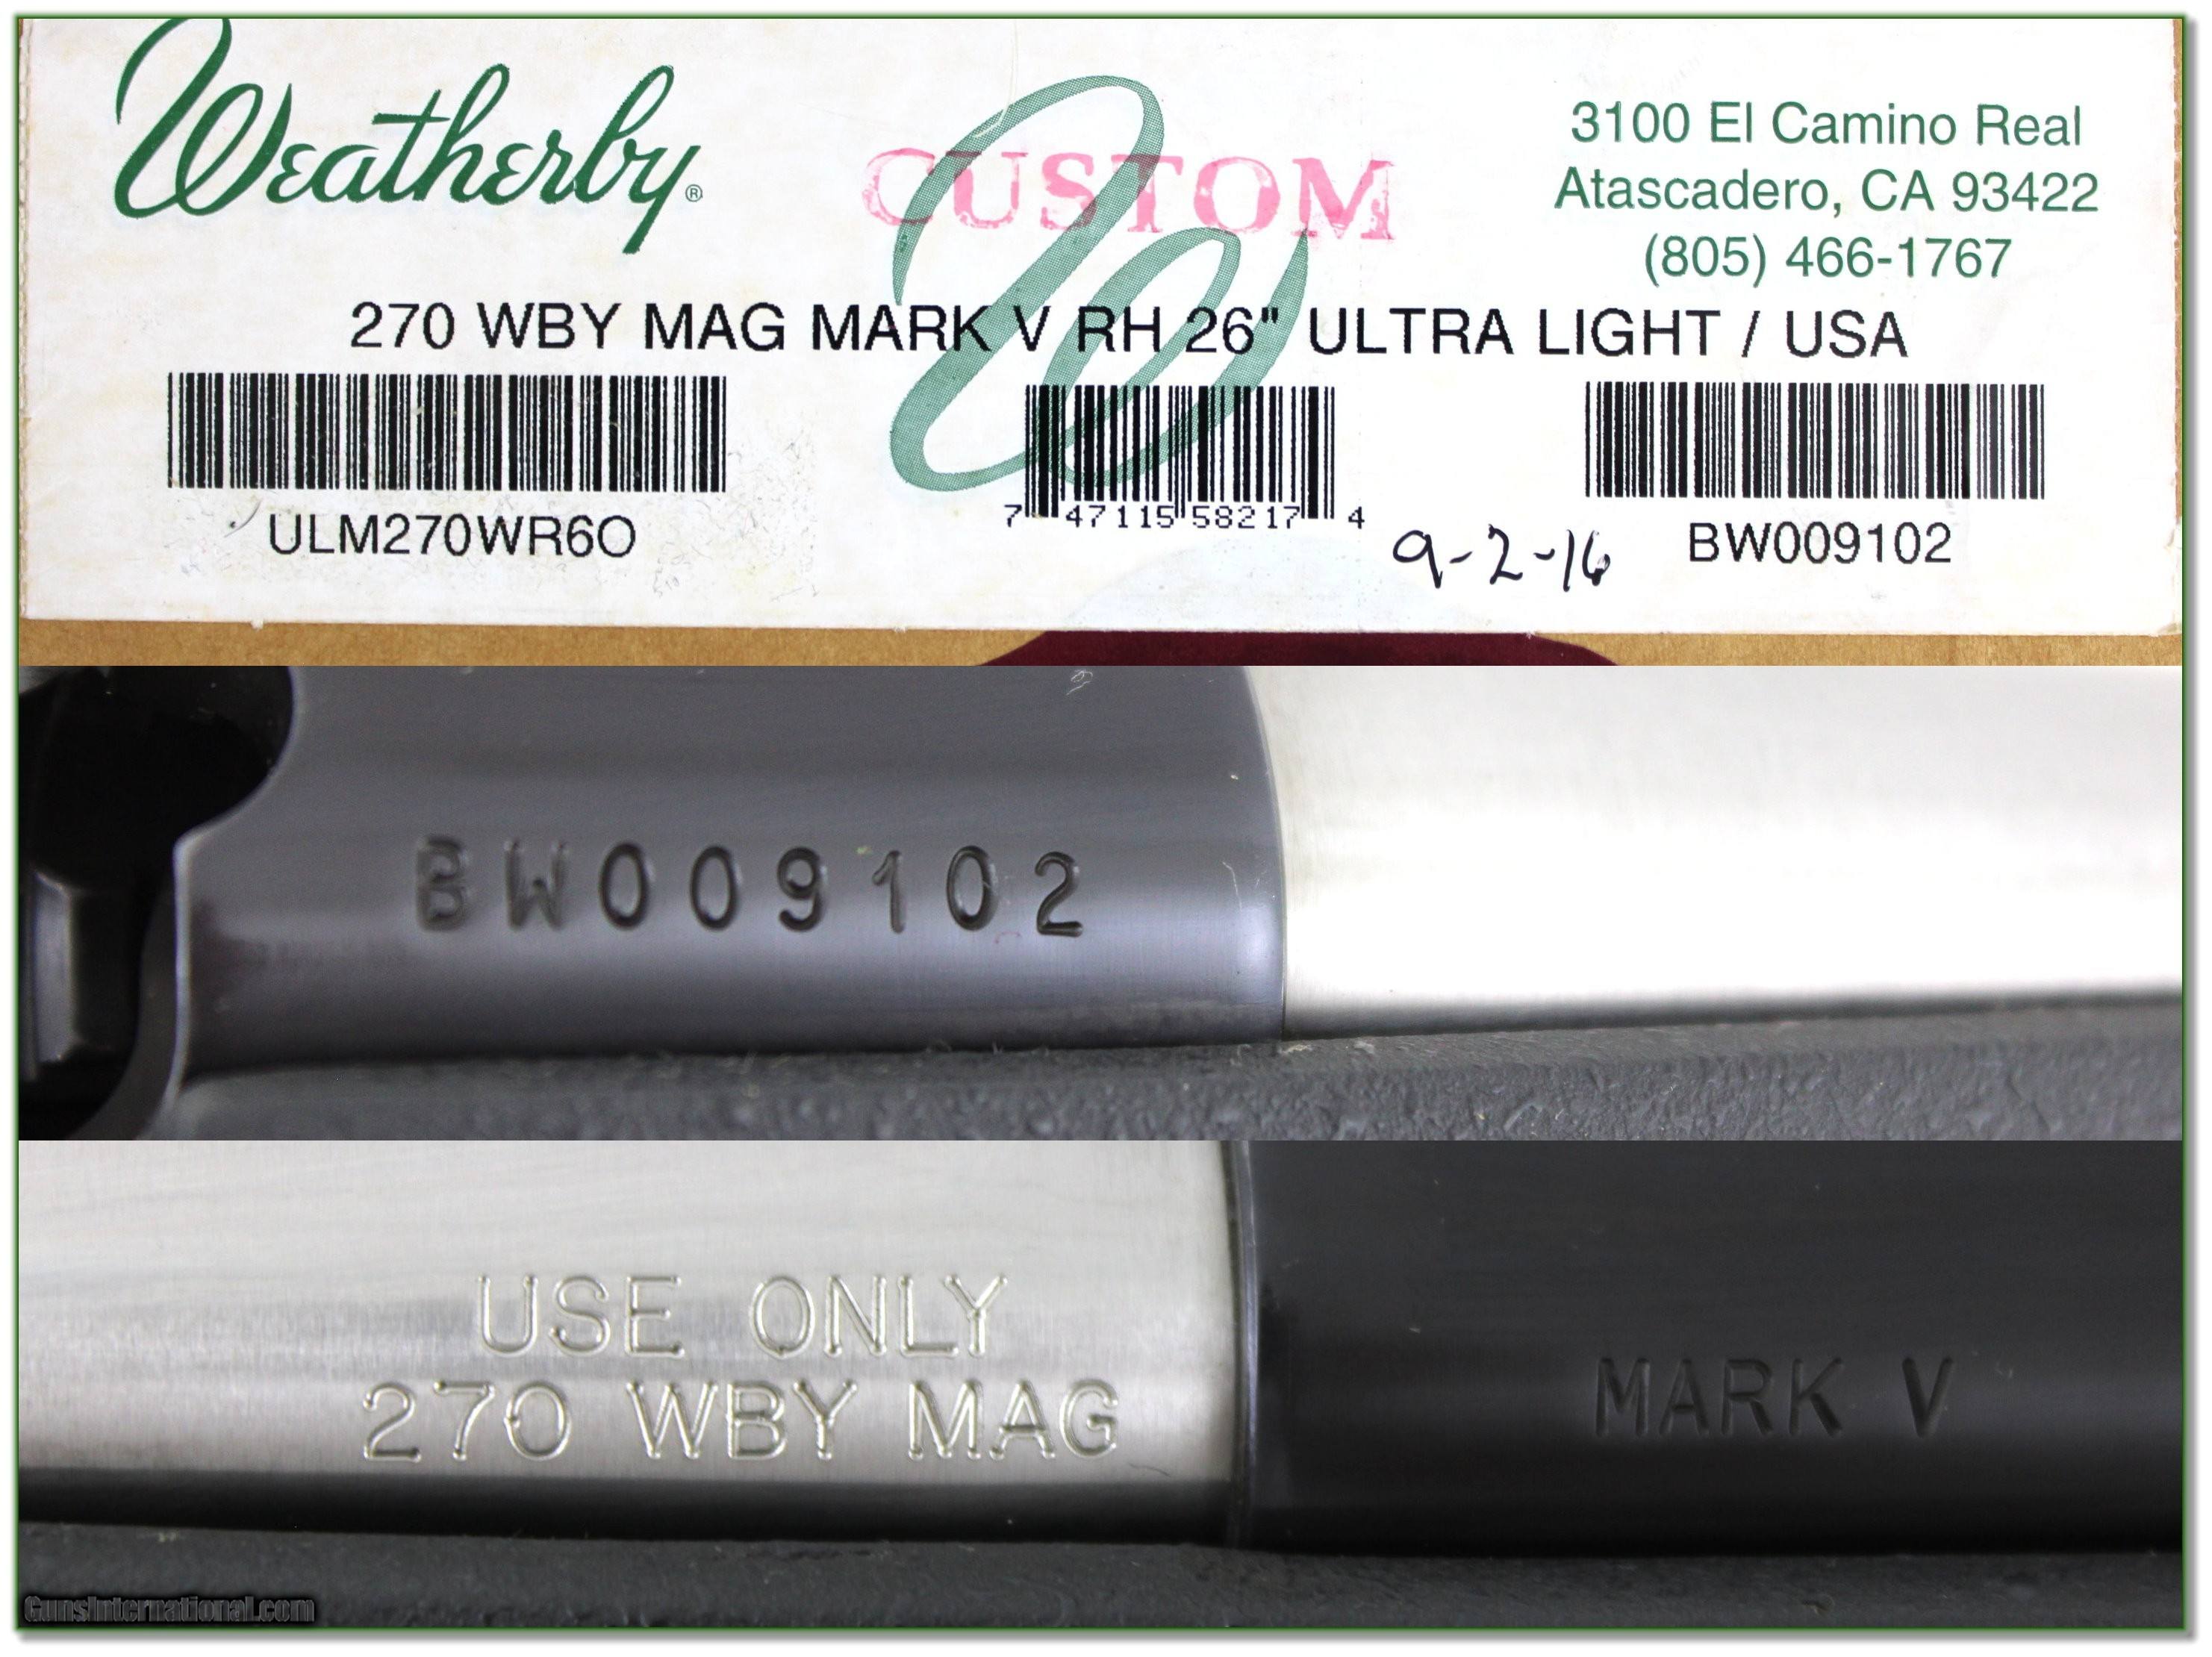 Weatherby®
CUSTOM
3100 El Camino Real
Atascadero, CA 93422
(805) 466-1767
270 WBY MAG MARK V RH 26" ULTRA LIGHT / USA
ULM270WR6O
7 47115 58217 4
9-2-16
BW009102
BW009102
USE ONLY
270 WBY MAG
MARK V
GunsInternational.com